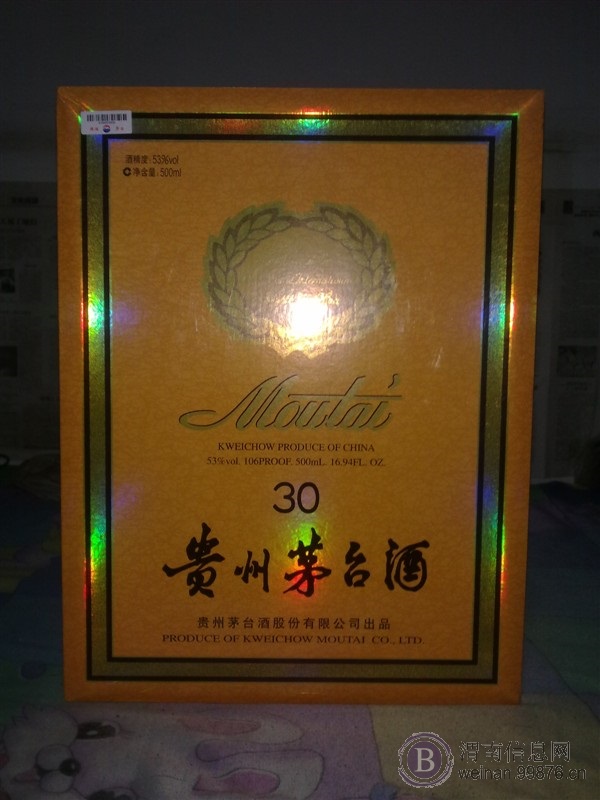 酒精度:53%vol
净含量:500ml
Moutai
KWEICHOW PRODUCE OF CHINA
53%vol. 106PROOF. 500mL. 16.94FL. OZ.
30
贵州茅台酒
贵州茅台酒股份有限公司出品
PRODUCE OF KWEICHOW MOUTAI CO., LTD.
B
渭南信息网
weinan.99876.cn